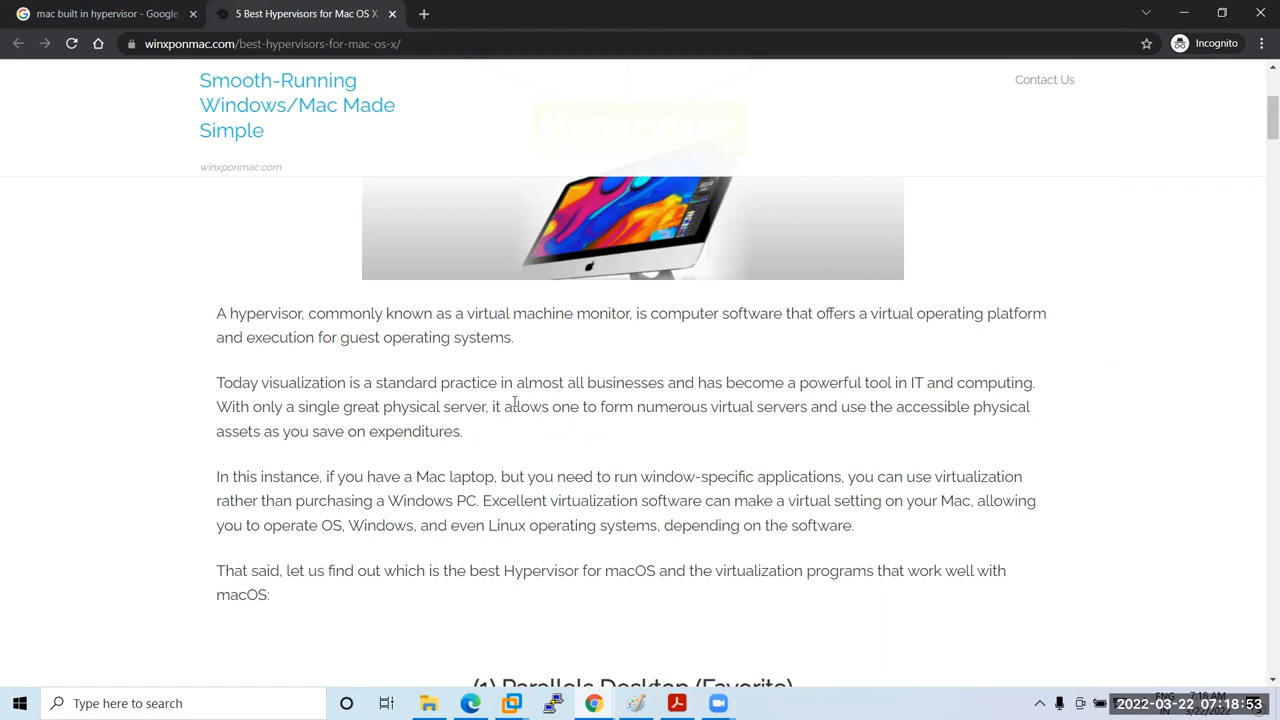 mac built in hypervisor - Google
5 Best Hypervisors for Mac OS X
winxponmac.com/best-hypervisors-for-mac-os-x/
Incognito
Smooth-Running
Windows/Mac Made
Simple
winxponmac.com
Contact Us
Hypervisor
A hypervisor, commonly known as a virtual machine monitor, is computer software that offers a virtual operating platform
and execution for guest operating systems.
Today visualization is a standard practice in almost all businesses and has become a powerful tool in IT and computing.
With only a single great physical server, it allows one to form numerous virtual servers and use the accessible physical
assets as you save on expenditures.
In this instance, if you have a Mac laptop, but you need to run window-specific applications, you can use virtualization
rather than purchasing a Windows PC. Excellent virtualization software can make a virtual setting on your Mac, allowing
you to operate OS, Windows, and even Linux operating systems, depending on the software.
That said, let us find out which is the best Hypervisor for macOS and the virtualization programs that work well with
macOS:
(1) Parallels Desktop (Favorite)
Type here to search
ENG
IN
7:18 AM
3/22/2022
2022-03-22 07:18:53